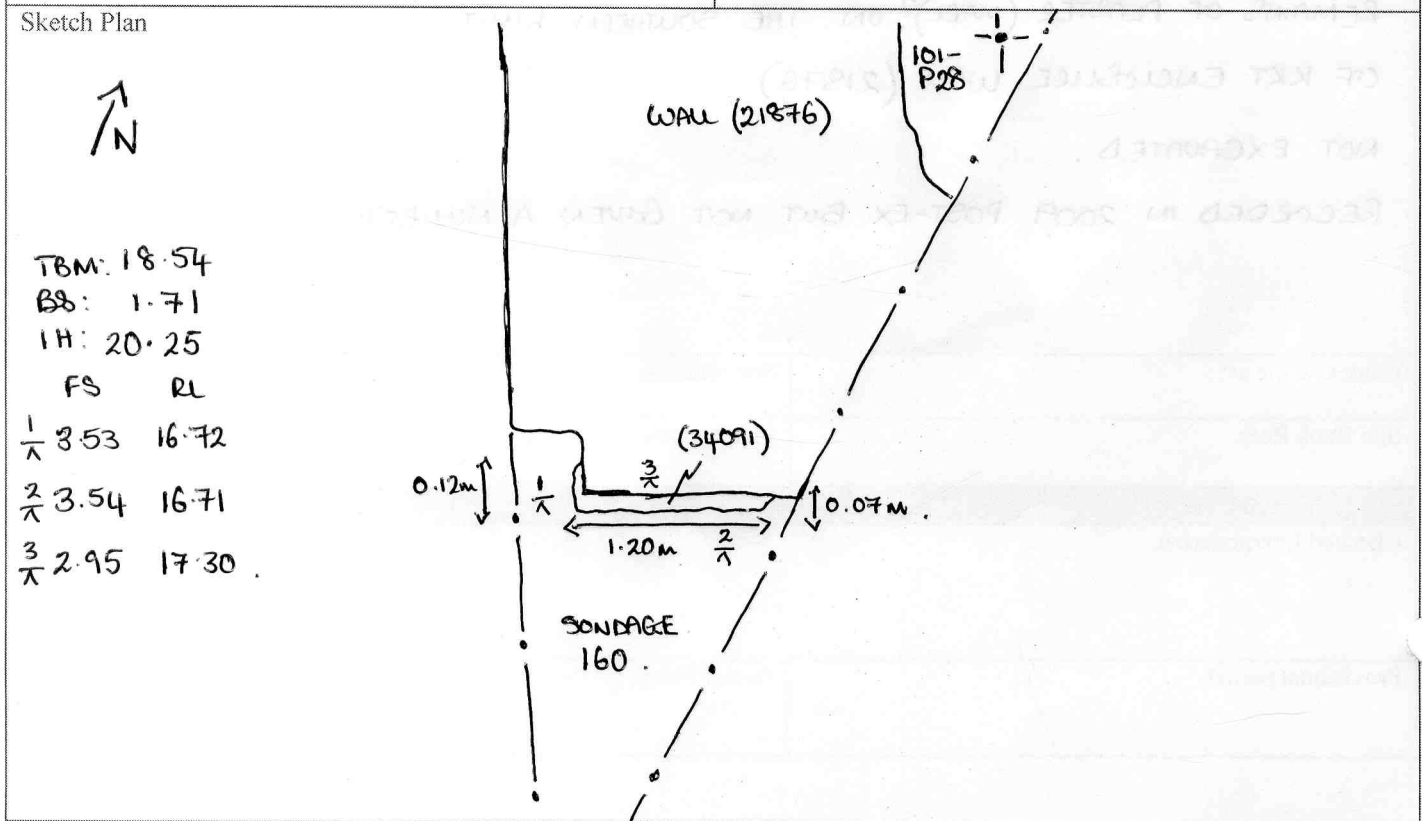 Sketch Plan
N
101-
P28
WALL (21876)
TBM: 18.54
BS: 1.71
IH: 20.25
FS RL
1 3.53 16.72
2 3.54 16.71
3 2.95 17.30.
(34091)
3
0.12m
1
0.07m.
1.20m
2
SONDAGE
160.